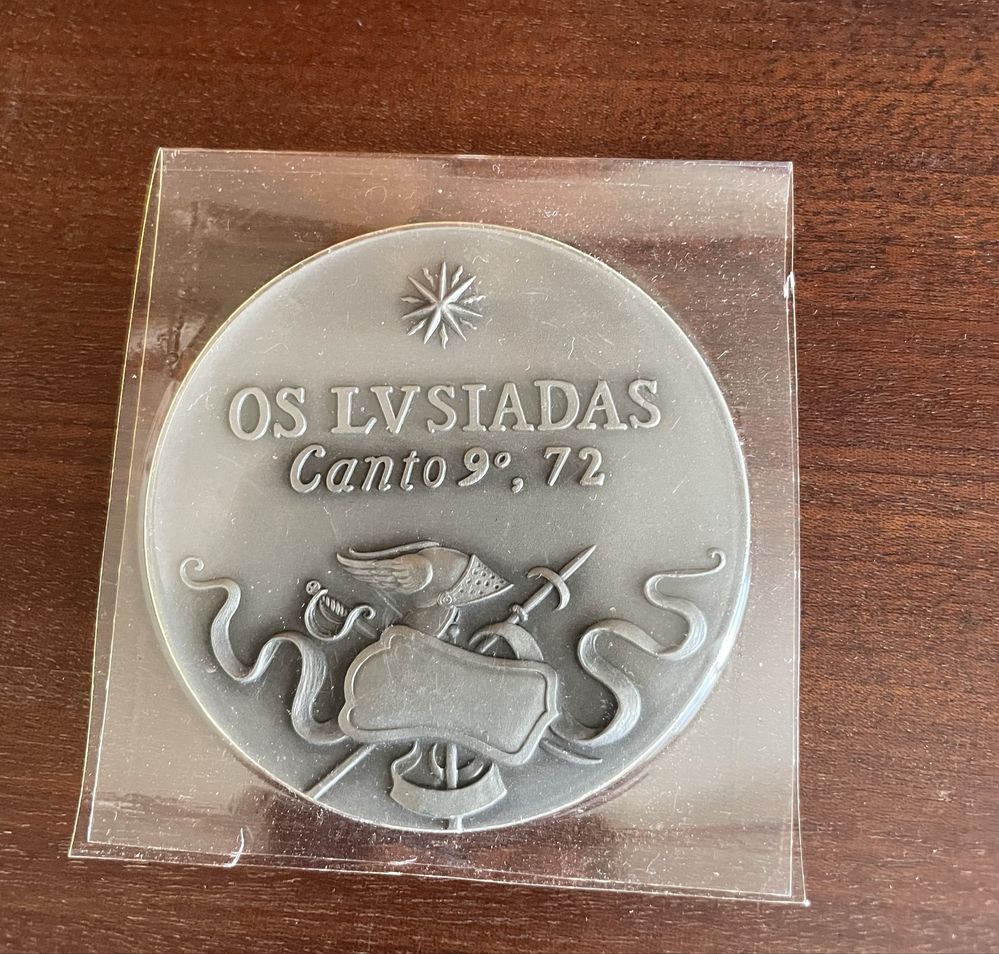 OS LVSIADAS
Canto 9º, 72